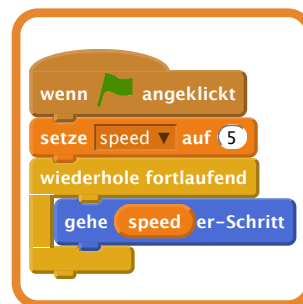 wenn angeklickt
setze speed auf 5
wiederhole fortlaufend
gehe speed er-Schritt